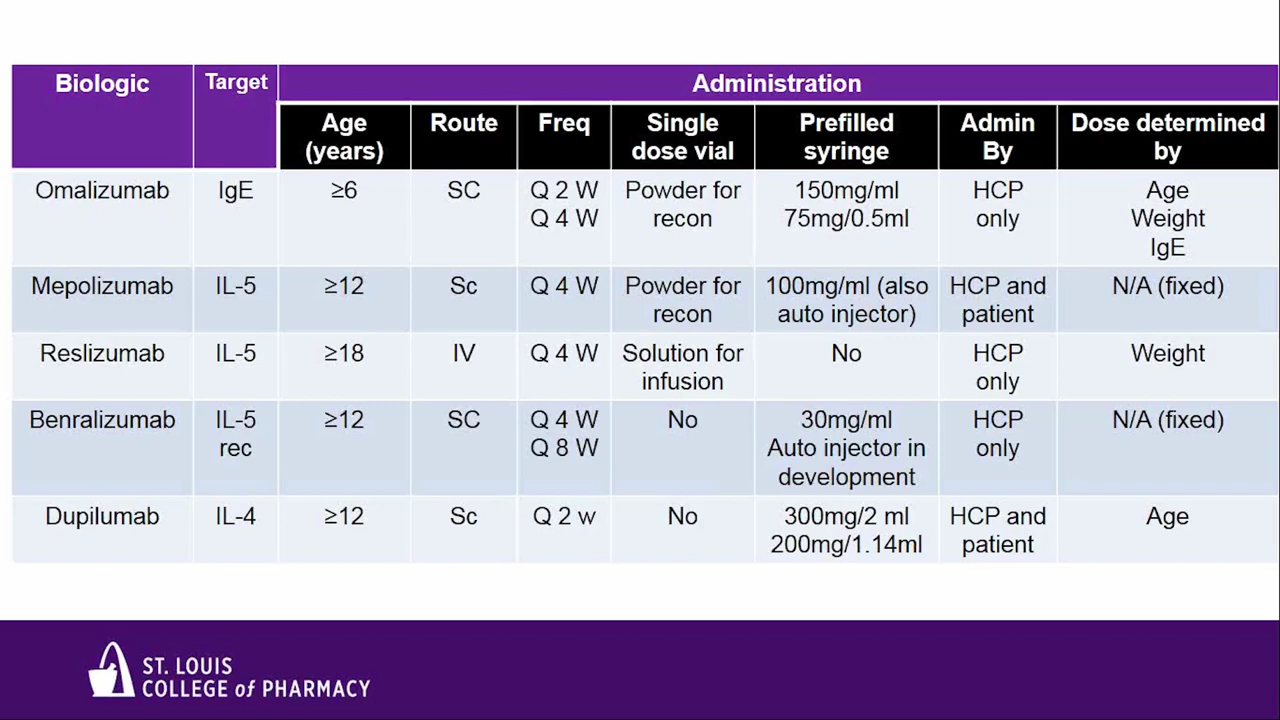 Biologic Target Administration
Age Route Freq Single Prefilled Admin Dose determined
(years) dose vial syringe By by
Omalizumab IgE ≥6 SC Q 2 W Powder for 150mg/ml HCP Age
Q 4 W recon 75mg/0.5ml only Weight
IgE
Mepolizumab IL-5 ≥12 Sc Q 4 W Powder for 100mg/ml (also HCP and N/A (fixed)
recon auto injector) patient
Reslizumab IL-5 ≥18 IV Q 4 W Solution for No HCP Weight
infusion only
Benralizumab IL-5 ≥12 SC Q 4 W No 30mg/ml HCP N/A (fixed)
rec Q 8 W Auto injector in only
development
Dupilumab IL-4 ≥12 Sc Q 2 w No 300mg/2 ml HCP and Age
200mg/1.14ml patient
ST. LOUIS
COLLEGE of PHARMACY